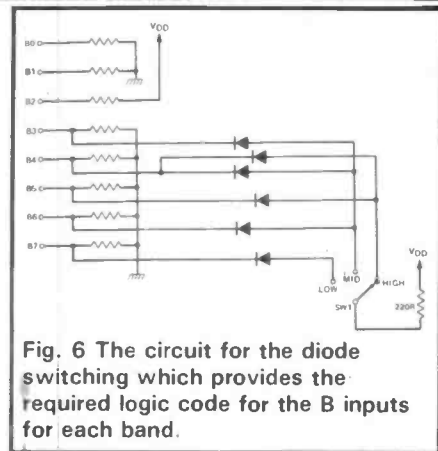 VDD
B0
B1
B2
B3
B4
B5
B6
B7
VDD
LOW
MID
HIGH
SW1
220R
Fig. 6 The circuit for the diode
switching which provides the
required logic code for the B inputs
for each band.